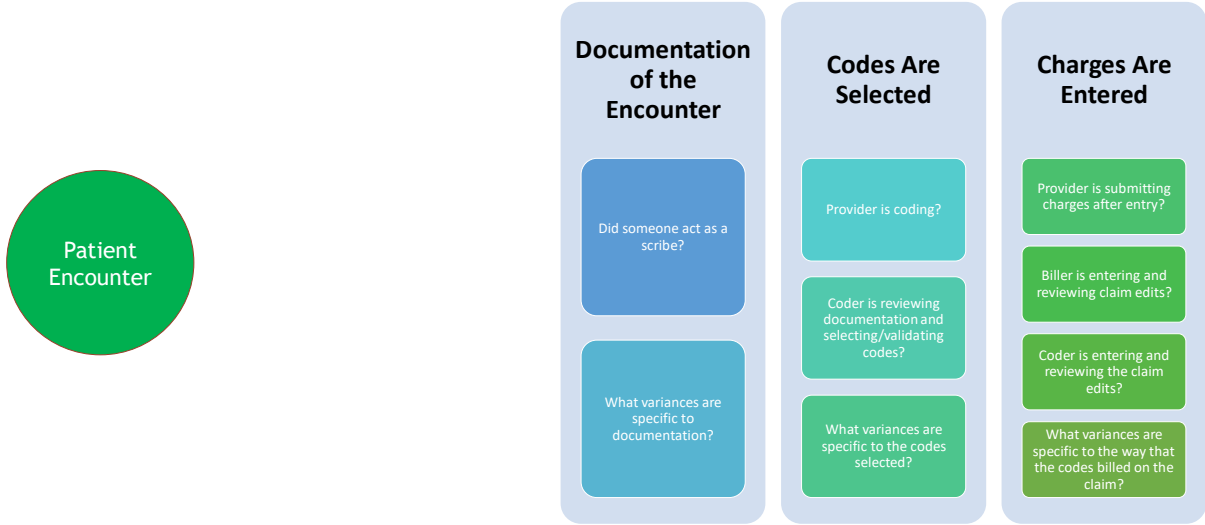 Patient
Encounter
Documentation
of the
Encounter
Did someone act as a
scribe?
What variances are
specific to
documentation?
Codes Are
Selected
Provider is coding?
Coder is reviewing
documentation and
selecting/validating
codes?
What variances are
specific to the codes
selected?
Charges Are
Entered
Provider is submitting
charges after entry?
Biller is entering and
reviewing claim edits?
Coder is entering and
reviewing the claim
edits?
What variances are
specific to the way that
the codes billed on the
claim?